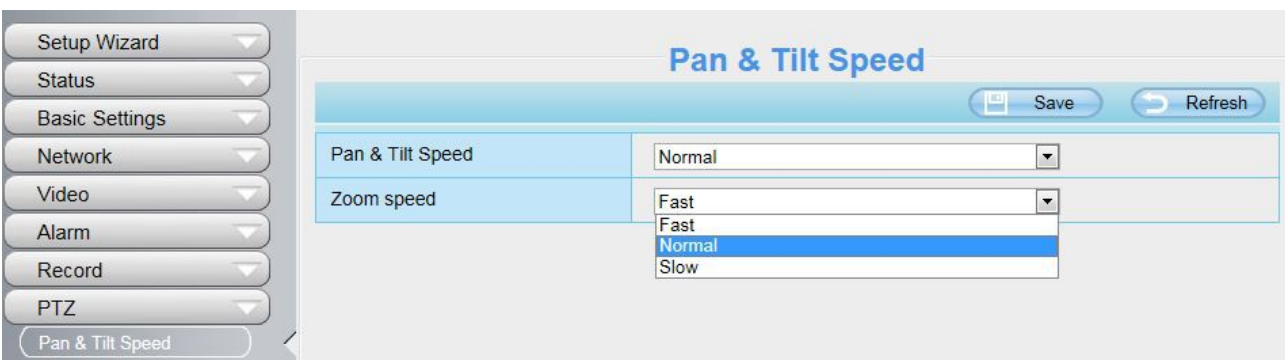 Setup Wizard
Status
Basic Settings
Network
Video
Alarm
Record
PTZ
Pan & Tilt Speed
Pan & Tilt Speed
Save
Refresh
Pan & Tilt Speed
Normal
Zoom speed
Fast
Fast
Normal
Slow